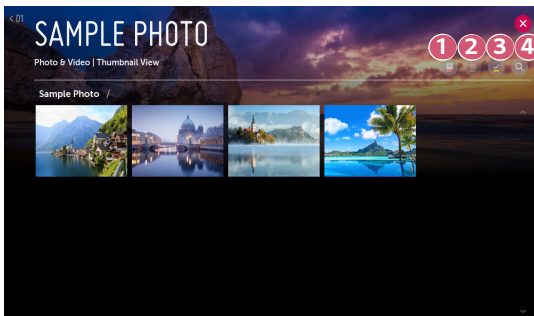 < 01
SAMPLE PHOTO
1 2 3 4
Photo & Video | Thumbnail View
Sample Photo /